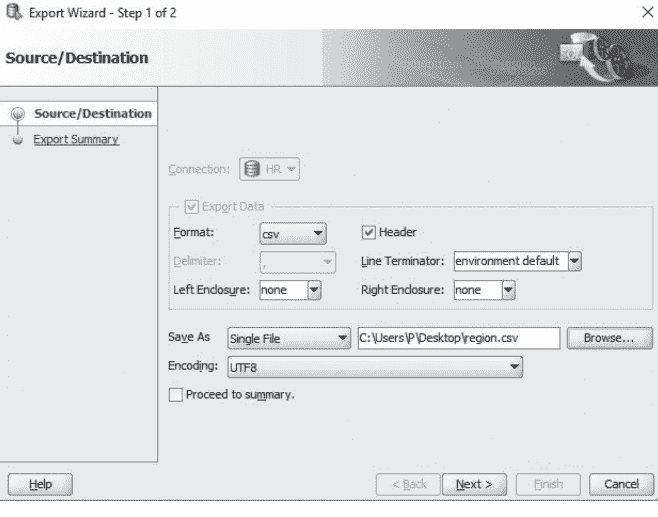 Export Wizard - Step 1 of 2
Source/Destination
Source/Destination
Export Summary
Connection: HR
Export Data
Format: csv Header
Delimiter: , Line Terminator: environment default
Left Enclosure: none Right Enclosure: none
Save As Single File C:\Users\P\Desktop\region.csv Browse...
Encoding: UTF8
Proceed to summary.
Help < Back Next > Finish Cancel